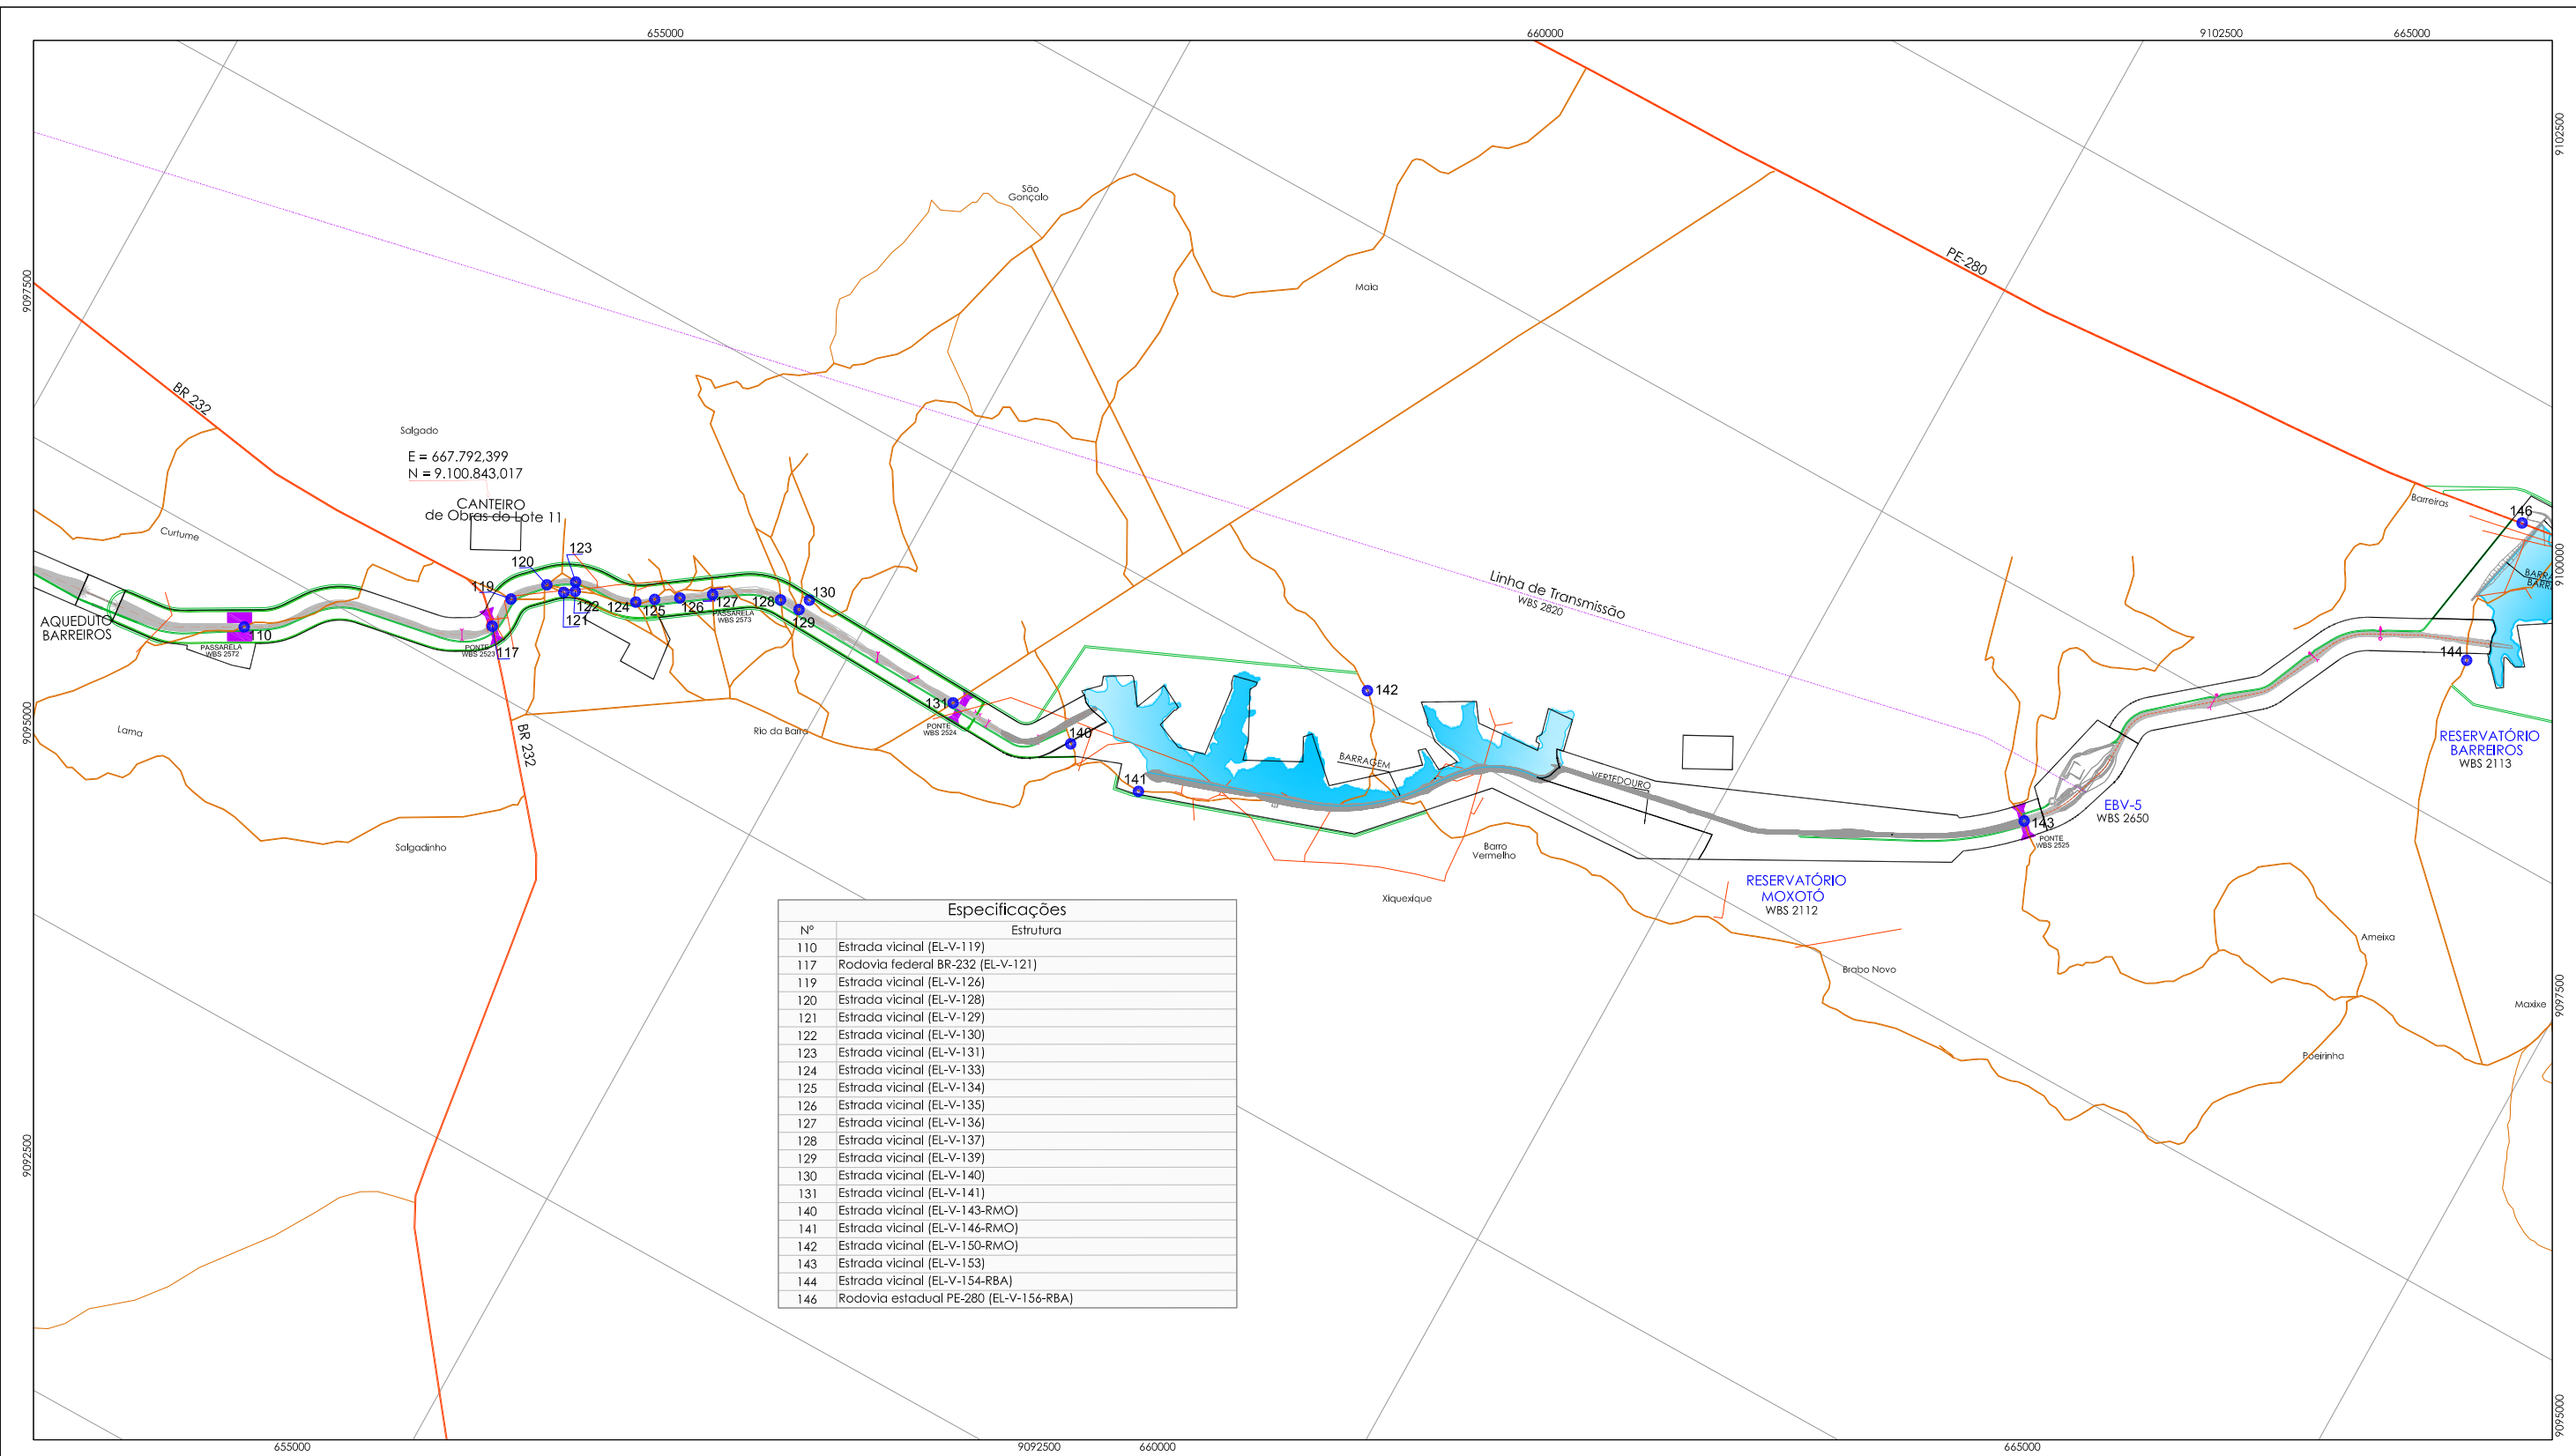 655000
660000
9102500
665000
9102500
9097500
São
Gonçalo
Maia
PE-280
BR 232
Salgado
E = 667.792,399
N = 9.100.843,017
CANTEIRO
de Obras do Lote 11
Curtume
Barreiras
146
9100000
123
120
119
122
121
124
125
126
127
PASSARELA
WBS 2573
128
129
130
Linha de Transmissão
WBS 2820
AQUEDUTO
BARREIROS
110
PASSARELA
WBS 2572
PONTE
WBS 2523
117
144
142
131
PONTE
WBS 2524
9095000
Lama
BR 232
Rio da Barra
140
141
BARRAGEM
VERTEDOURO
RESERVATÓRIO
BARREIROS
WBS 2113
EBV-5
WBS 2650
143
PONTE
WBS 2525
Salgadinho
Barro
Vermelho
Xiquexique
RESERVATÓRIO
MOXOTÓ
WBS 2112
Ameixa
Brabo Novo
9097500
Maxixe
Poeirinha
Especificações
Nº Estrutura
110 Estrada vicinal (EL-V-119)
117 Rodovia federal BR-232 (EL-V-121)
119 Estrada vicinal (EL-V-126)
120 Estrada vicinal (EL-V-128)
121 Estrada vicinal (EL-V-129)
122 Estrada vicinal (EL-V-130)
123 Estrada vicinal (EL-V-131)
124 Estrada vicinal (EL-V-133)
125 Estrada vicinal (EL-V-134)
126 Estrada vicinal (EL-V-135)
127 Estrada vicinal (EL-V-136)
128 Estrada vicinal (EL-V-137)
129 Estrada vicinal (EL-V-139)
130 Estrada vicinal (EL-V-140)
131 Estrada vicinal (EL-V-141)
140 Estrada vicinal (EL-V-143-RMO)
141 Estrada vicinal (EL-V-146-RMO)
142 Estrada vicinal (EL-V-150-RMO)
143 Estrada vicinal (EL-V-153)
144 Estrada vicinal (EL-V-154-RBA)
146 Rodovia estadual PE-280 (EL-V-156-RBA)
9092500
9095000
655000
9092500
660000
665000